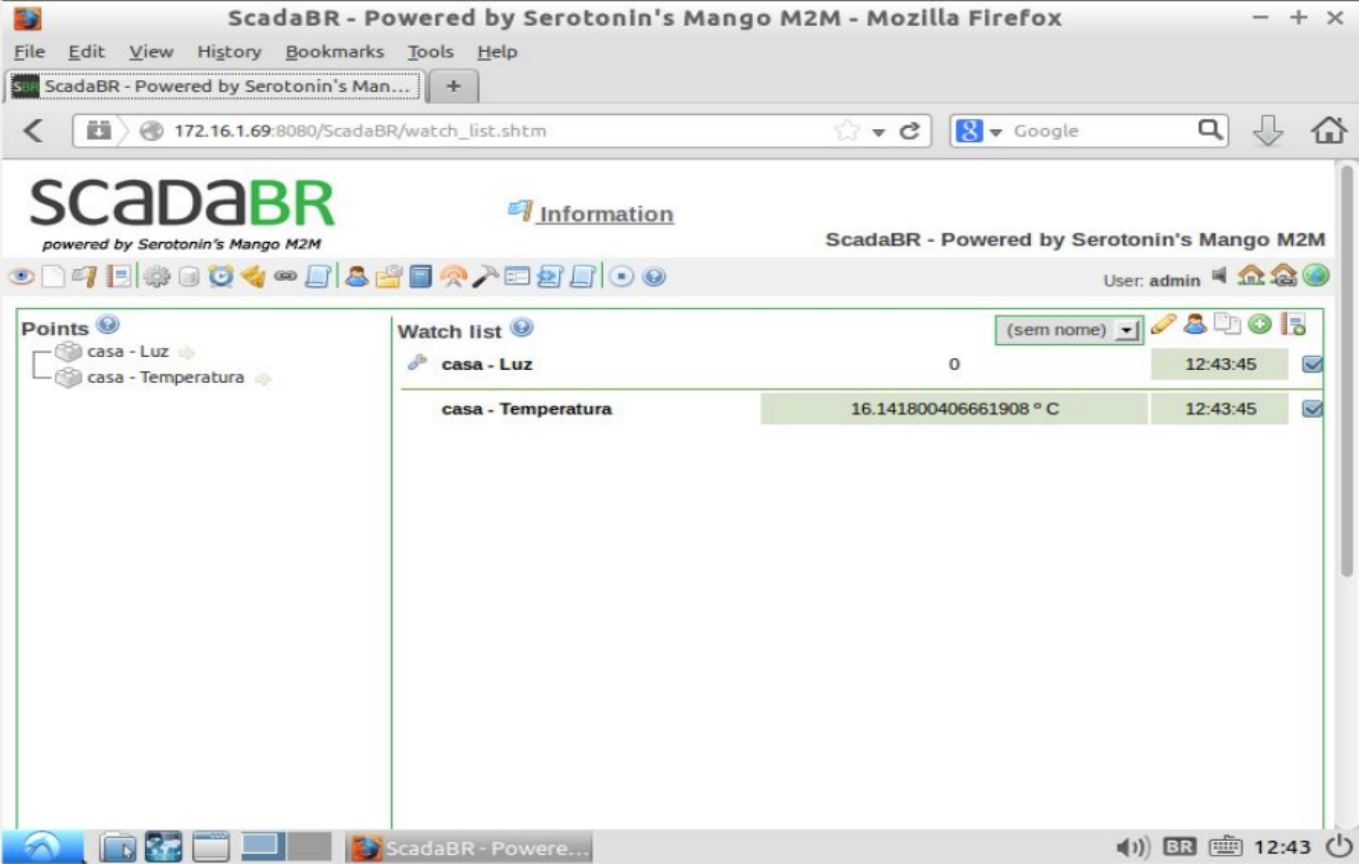 ScadaBR - Powered by Serotonin's Mango M2M - Mozilla Firefox
File Edit View History Bookmarks Tools Help
SBR ScadaBR - Powered by Serotonin's Man... +
172.16.1.69:8080/ScadaBR/watch_list.shtm
8 Google
SCADABR
powered by Serotonin's Mango M2M
Information
ScadaBR - Powered by Serotonin's Mango M2M
User: admin
Points
casa - Luz
casa - Temperatura
Watch list
(sem nome)
casa - Luz 0 12:43:45
casa - Temperatura 16.141800406661908 º C 12:43:45
ScadaBR - Powere...
BR 12:43